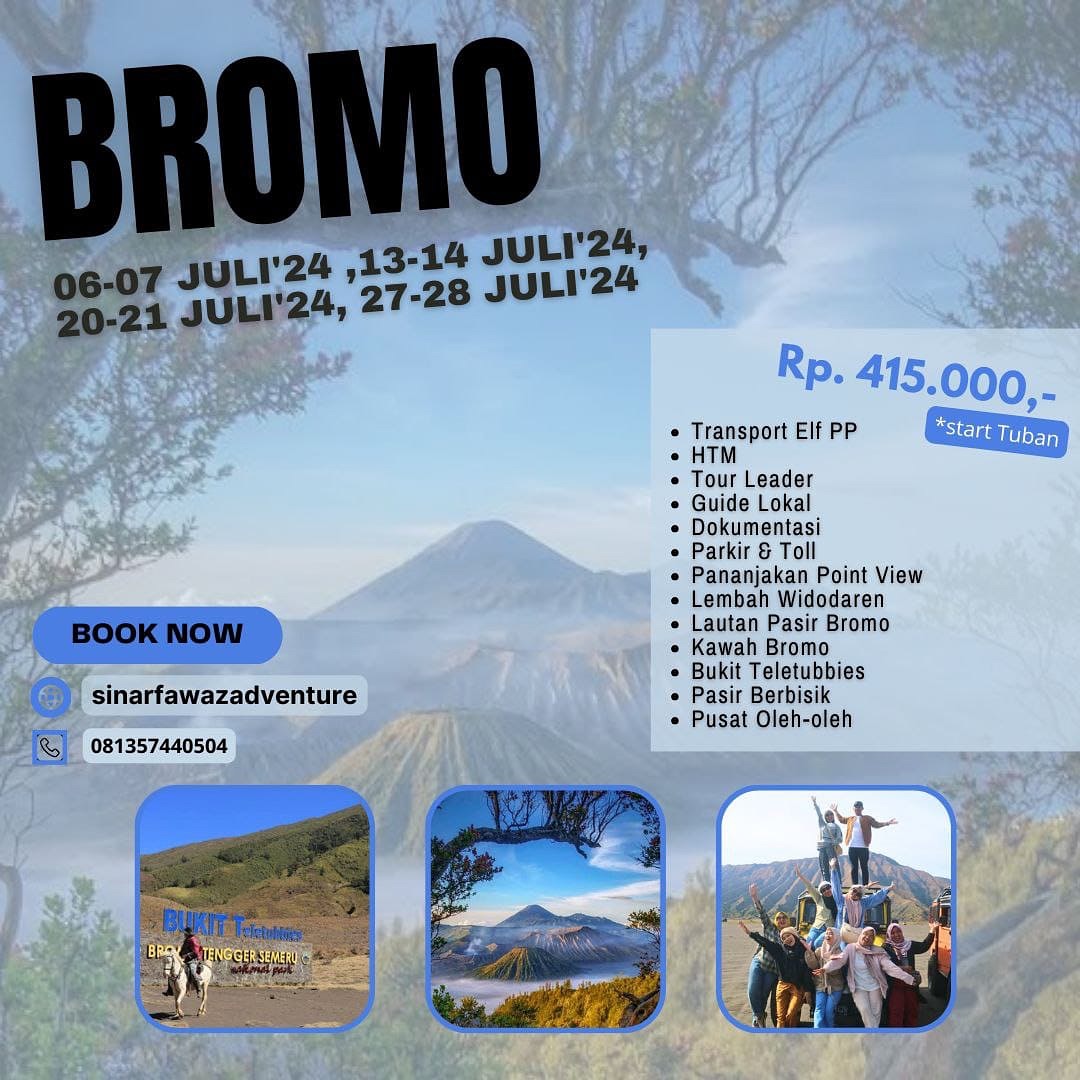 BROMO
06-07 JULI'24 ,13-14 JULI'24,
20-21 JULI'24, 27-28 JULI'24
Rp. 415.000,-
*start Tuban
Transport Elf PP
HTM
Tour Leader
Guide Lokal
Dokumentasi
Parkir & Toll
Pananjakan Point View
Lembah Widodaren
Lautan Pasir Bromo
Kawah Bromo
Bukit Teletubbies
Pasir Berbisik
Pusat Oleh-oleh
BOOK NOW
sinarfawazadventure
081357440504
BUKIT Teletubbies
TENGGER SEMERU
national park